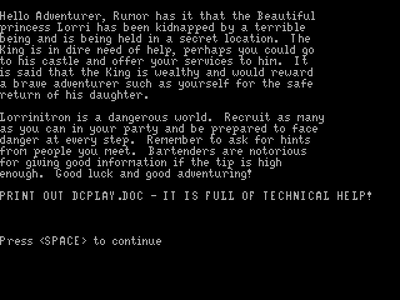 Hello Adventurer, Rumor has it that the Beautiful
princess Lorri has been kidnapped by a terrible
being and is being held in a secret location.  The
King is in dire need of help, perhaps you could go
to his castle and offer your services to him.  It
is said that the King is wealthy and would reward
a brave adventurer such as yourself for the safe
return of his daughter.
Lorrinitron is a dangerous world.  Recruit as many
as you can in your party and be prepared to face
danger at every step.  Remember to ask for hints
from people you meet.  Bartenders are notorious
for giving good information if the tip is high
enough.  Good luck and good adventuring!
PRINT OUT DCPLAY.DOC - IT IS FULL OF TECHNICAL HELP!
Press <SPACE> to continue